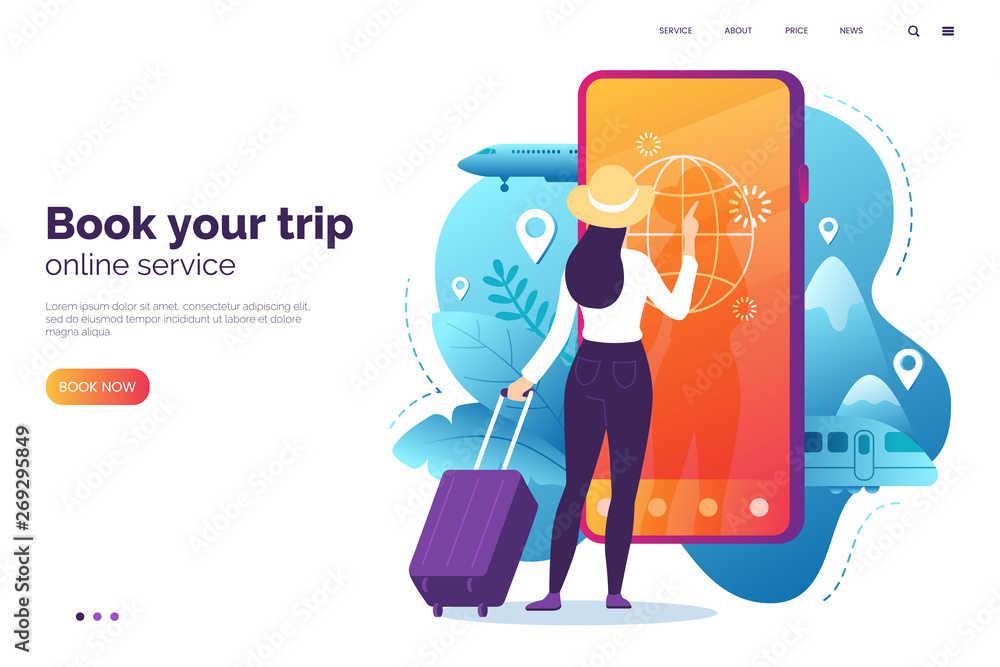 SERVICE ABOUT PRICE NEWS
Book your trip
online service
Lorem ipsum dolor sit amet, consectetur adipiscing elit,
sed do eiusmod tempor incididunt ut labore et dolore
magna aliqua.
BOOK NOW
Adobe Stock | #269295849